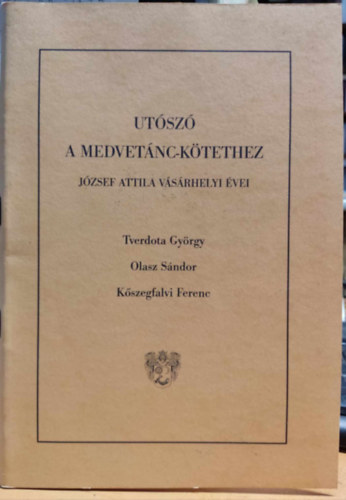 UTÓSZÓ
A MEDVETÁNC-KÖTETHEZ
JÓZSEF ATTILA VÁSÁRHELYI ÉVEI
Tverdota György
Olasz Sándor
Kőszegfalvi Ferenc